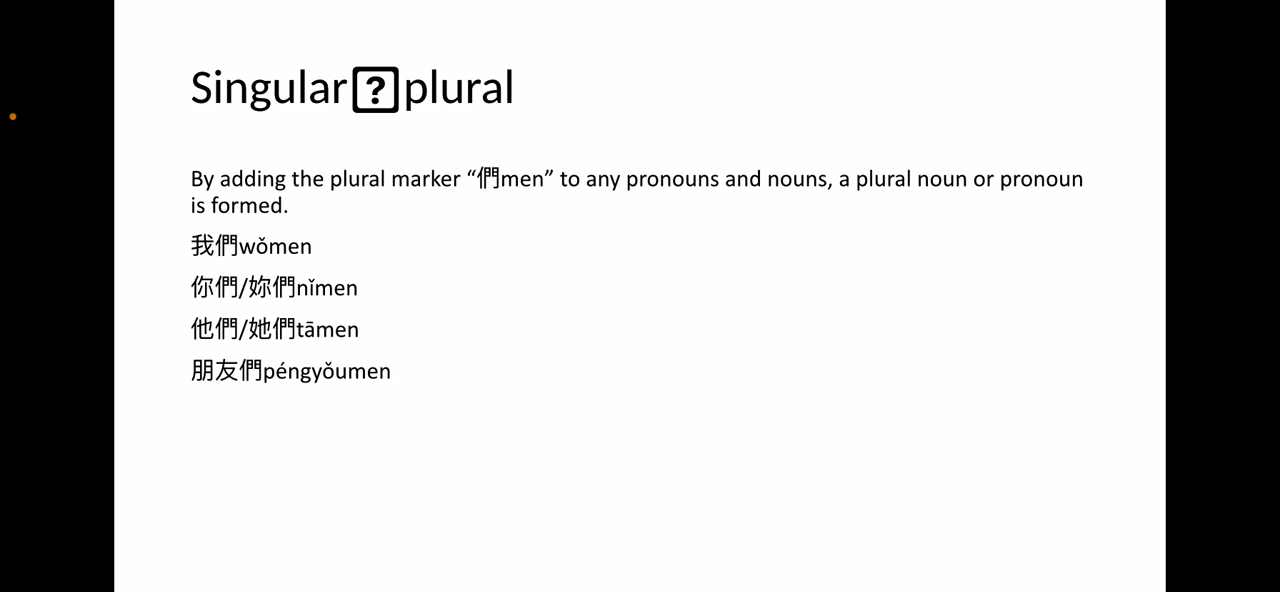 Singular⍰plural
By adding the plural marker “們men” to any pronouns and nouns, a plural noun or pronoun
is formed.
我們wǒmen
你們/妳們nǐmen
他們/她們tāmen
朋友們péngyǒumen